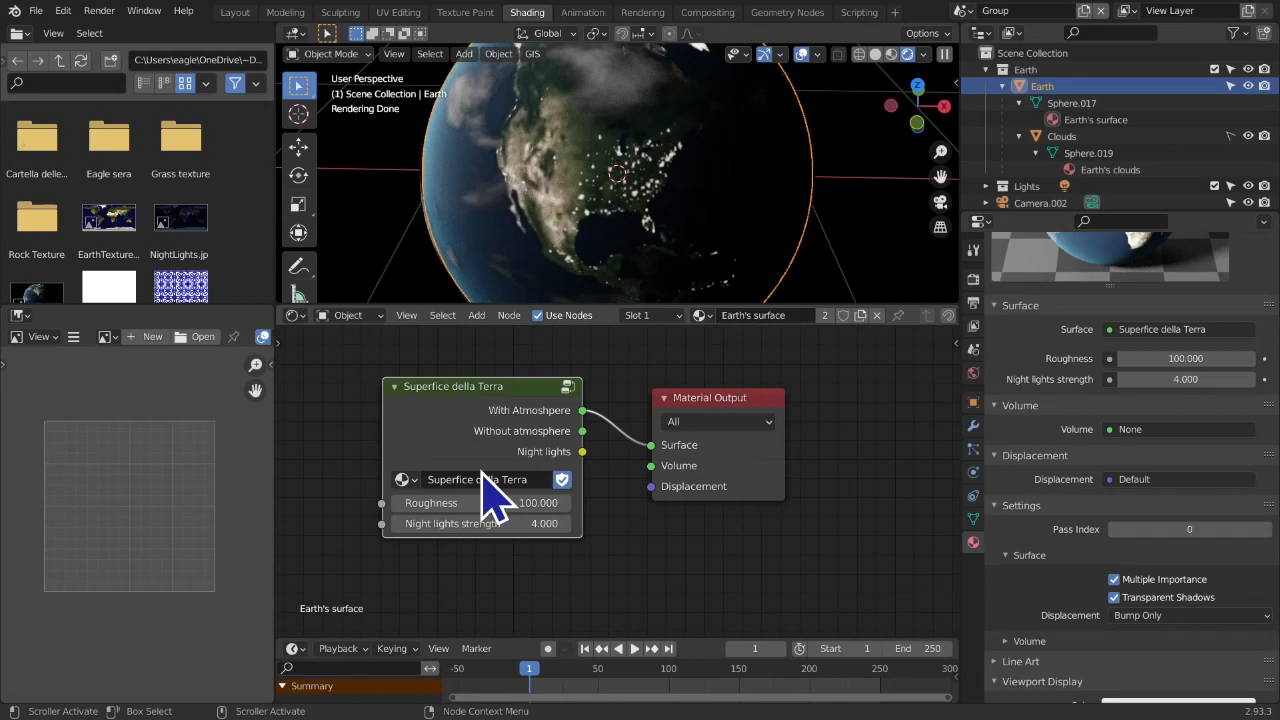 File Edit Render Window Help
Layout Modeling Sculpting UV Editing Texture Paint Shading Animation Rendering Compositing Geometry Nodes Scripting
Group
View Layer
View Select
C:\Users\eagle\OneDrive\~D...
Cartella delle... Eagle sera Grass texture
Rock Texture EarthTexture... NightLights.jp
View New Open
Global
Options
Object Mode View Select Add Object GIS
User Perspective
(1) Scene Collection | Earth
Rendering Done
Z
X
Object View Select Add Node Use Nodes Slot 1 Earth's surface 2
Superfice della Terra
With Atmoshpere
Without atmosphere
Night lights
Roughness 100.000
Night lights 4.000
Material Output
All
Surface
Volume
Displacement
Earth's surface
Playback Keying View Marker 1 Start 1 End 250
-50 1 50 100 150 200 250 300
Summary
Scene Collection
Earth
Earth
Sphere.017
Earth's surface
Clouds
Sphere.019
Earth's clouds
Lights
Camera.002
Surface
Surface Superfice della Terra
Roughness 100.000
Night lights strength 4.000
Volume
Volume None
Displacement
Displacement Default
Settings
Pass Index 0
Surface
Multiple Importance
Transparent Shadows
Displacement Bump Only
Volume
Line Art
Viewport Display
Scroller Activate Box Select Scroller Activate Node Context Menu 2.93.3